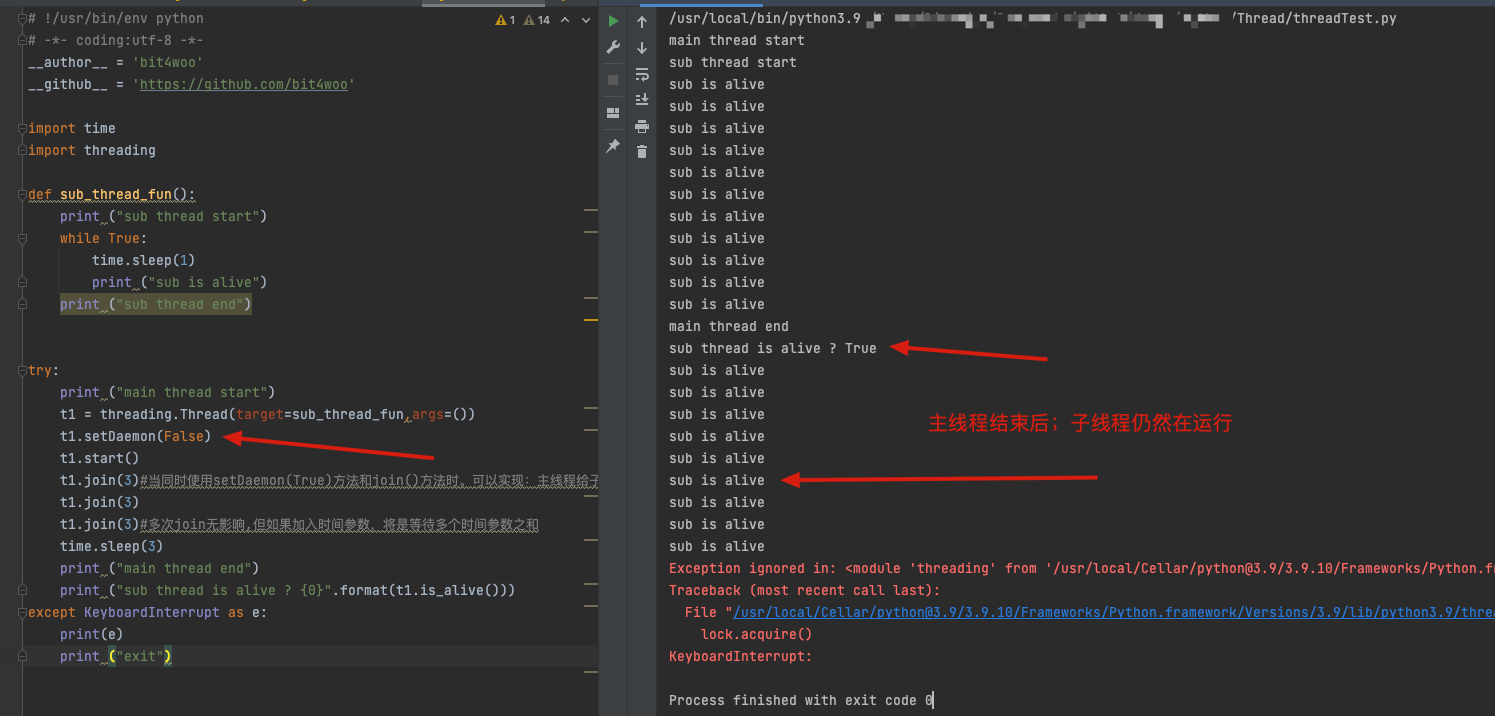 # !/usr/bin/env python
# -*- coding:utf-8 -*-
__author__ = 'bit4woo'
__github__ = 'https://github.com/bit4woo'
import time
import threading
def sub_thread_fun():
print ("sub thread start")
while True:
time.sleep(1)
print ("sub is alive")
print ("sub thread end")
try:
print ("main thread start")
t1 = threading.Thread(target=sub_thread_fun,args=())
t1.setDaemon(False)
t1.start()
t1.join(3)#当同时使用setDaemon(True)方法和join()方法时。可以实现：主线程给子
t1.join(3)
t1.join(3)#多次join无影响,但如果加入时间参数，将是等待多个时间参数之和
time.sleep(3)
print ("main thread end")
print ("sub thread is alive ? {0}".format(t1.is_alive()))
except KeyboardInterrupt as e:
print(e)
print ("exit")
1 14
/usr/local/bin/python3.9 /Thread/threadTest.py
main thread start
sub thread start
sub is alive
sub is alive
sub is alive
sub is alive
sub is alive
sub is alive
sub is alive
sub is alive
sub is alive
sub is alive
sub is alive
main thread end
sub thread is alive ? True
sub is alive
sub is alive
sub is alive
主线程结束后；子线程仍然在运行
sub is alive
sub is alive
sub is alive
sub is alive
sub is alive
sub is alive
Exception ignored in: <module 'threading' from '/usr/local/Cellar/python@3.9/3.9.10/Frameworks/Python.fr
Traceback (most recent call last):
File "/usr/local/Cellar/python@3.9/3.9.10/Frameworks/Python.framework/Versions/3.9/lib/python3.9/threa
lock.acquire()
KeyboardInterrupt:
Process finished with exit code 0